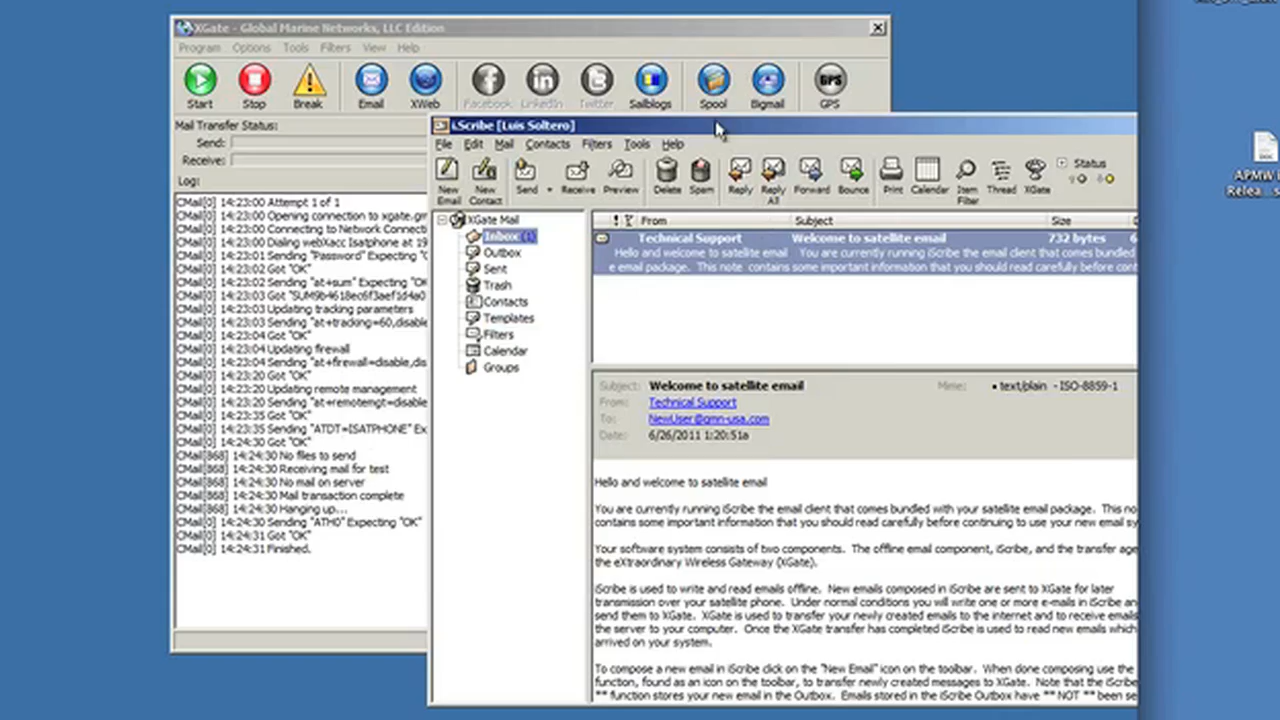 XGate - Global Marine Networks, LLC Edition
Program Options Tools Filters View Help
Start Stop Break Email XWeb Facebook LinkedIn Twitter Sailblogs Spool Bigmail GPS
Mail Transfer Status:
Send:
Receive:
Log:
CMail[0] 14:23:00 Attempt 1 of 1
CMail[0] 14:23:00 Opening connection to xgate.gm
CMail[0] 14:23:00 Connecting to Network Connect
CMail[0] 14:23:00 Dialing webXacc Isatphone at 19
CMail[0] 14:23:01 Sending "Password" Expecting "O
CMail[0] 14:23:02 Got "OK"
CMail[0] 14:23:02 Sending "at+sum" Expecting "OK
CMail[0] 14:23:03 Got "SUM9b4618ec6f3aef1d4a0
CMail[0] 14:23:03 Updating tracking parameters
CMail[0] 14:23:03 Sending "at+tracking=60,disable
CMail[0] 14:23:04 Got "OK"
CMail[0] 14:23:04 Updating firewall
CMail[0] 14:23:04 Sending "at+firewall=disable,dis
CMail[0] 14:23:20 Got "OK"
CMail[0] 14:23:20 Updating remote management
CMail[0] 14:23:20 Sending "at+remotemgt=disable
CMail[0] 14:23:35 Got "OK"
CMail[0] 14:23:35 Sending "ATDT=ISATPHONE" Ex
CMail[0] 14:24:30 Got "OK"
CMail[868] 14:24:30 No files to send
CMail[868] 14:24:30 Receiving mail for test
CMail[868] 14:24:30 No mail on server
CMail[868] 14:24:30 Mail transaction complete
CMail[868] 14:24:30 Hanging up...
CMail[0] 14:24:30 Sending "ATH0" Expecting "OK"
CMail[0] 14:24:31 Got "OK"
CMail[0] 14:24:31 Finished.
i.Scribe [Luis Soltero]
File Edit Mail Contacts Filters Tools Help
New Email New Contact Send Receive Preview Delete Spam Reply Reply All Forward Bounce Print Calendar Item Filter Thread XGate Status
XGate Mail
Inbox (1)
Outbox
Sent
Trash
Contacts
Templates
Filters
Calendar
Groups
! From Subject Size
Technical Support Welcome to satellite email 732 bytes 6
Hello and welcome to satellite email You are currently running iScribe the email client that comes bundled
e email package. This note contains some important information that you should read carefully before cont
Subject: Welcome to satellite email Mime: • text/plain - ISO-8859-1
From: Technical Support
To: NewUser@gmn-usa.com
Date: 6/26/2011 1:20:51a
Hello and welcome to satellite email
You are currently running iScribe the email client that comes bundled with your satellite email package. This no
contains some important information that you should read carefully before continuing to use your new email sy
Your software system consists of two components. The offline email component, iScribe, and the transfer age
the eXtraordinary Wireless Gateway (XGate).
iScribe is used to write and read emails offline. New emails composed in iScribe are sent to XGate for later
transmission over your satellite phone. Under normal conditions you will write one or more e-mails in iScribe an
send them to XGate. XGate is used to transfer your newly created emails to the internet and to receive emails
the server to your computer. Once the XGate transfer has completed iScribe is used to read new emails which
arrived on your system.
To compose a new email in iScribe click on the "New Email" icon on the toolbar. When done composing use the
function, found as an icon on the toolbar, to transfer newly created messages to XGate. Note that the iScribe
** function stores your new email in the Outbox. Emails stored in the iScribe Outbox have ** NOT ** been se
APMW
Relea...s